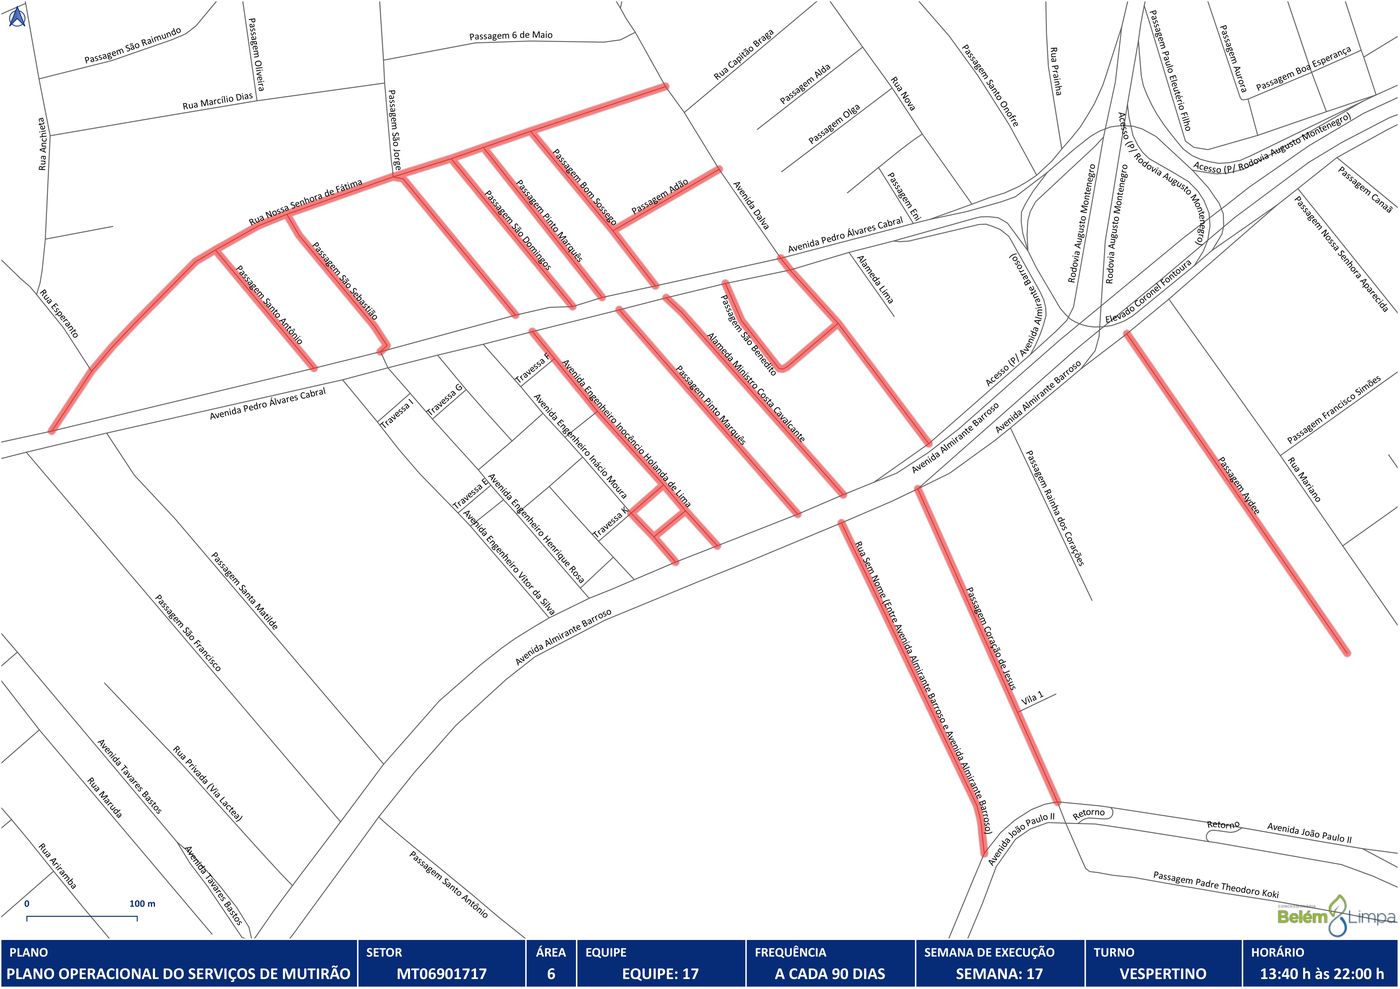 Passagem São Raimundo
Passagem Oliveira
Passagem 6 de Maio
Rua Capitão Braga
Passagem Alda
Rua Nova
Passagem Olga
Passagem Santo Onofre
Rua Prainha
Passagem Paulo Eleutério Filho
Passagem Aurora
Passagem Boa Esperança
Rua Marcílio Dias
Passagem São Jorge
Rua Anchieta
Acesso (P/ Rodovia Augusto Montenegro)
Acesso (P/ Rodovia Augusto Montenegro)
Rodovia Augusto Montenegro
Rodovia Augusto Montenegro
Passagem Canaã
Passagem Nossa Senhora Aparecida
Rua Nossa Senhora de Fátima
Passagem Bom Sossego
Passagem Adão
Passagem Pinto Marquês
Passagem São Domingos
Avenida Dalva
Passagem Eni
Avenida Pedro Álvares Cabral
Alameda Lima
Acesso (P/ Avenida Almirante Barroso)
Elevado Coronel Fontoura
Passagem São Sebastião
Passagem Santo Antônio
Rua Esperanto
Passagem São Benedito
Alameda Ministro Costa Cavalcante
Passagem Pinto Marquês
Avenida Engenheiro Inocêncio Holanda de Lima
Travessa F
Travessa G
Travessa I
Avenida Pedro Álvares Cabral
Avenida Engenheiro Inácio Moura
Travessa K
Travessa E
Avenida Engenheiro Henrique Rosa
Avenida Engenheiro Vitor da Silva
Avenida Almirante Barroso
Avenida Almirante Barroso
Avenida Almirante Barroso
Passagem Rainha dos Corações
Passagem Aydee
Rua Mariano
Passagem Francisco Simões
Passagem Santa Matilde
Passagem São Francisco
Rua Sem Nome (Entre Avenida Almirante Barroso e Avenida Almirante Barroso)
Passagem Coração de Jesus
Vila 1
Avenida João Paulo II
Retorno
Retorno
Avenida João Paulo II
Passagem Padre Theodoro Koki
Rua Privada (Via Lactea)
Avenida Tavares Bastos
Rua Maruda
Avenida Tavares Bastos
Rua Ariramba
Passagem Santo Antônio
0 100 m
Belém Limpa
PLANO
PLANO OPERACIONAL DO SERVIÇOS DE MUTIRÃO
SETOR
MT06901717
ÁREA
6
EQUIPE
EQUIPE: 17
FREQUÊNCIA
A CADA 90 DIAS
SEMANA DE EXECUÇÃO
SEMANA: 17
TURNO
VESPERTINO
HORÁRIO
13:40 h às 22:00 h